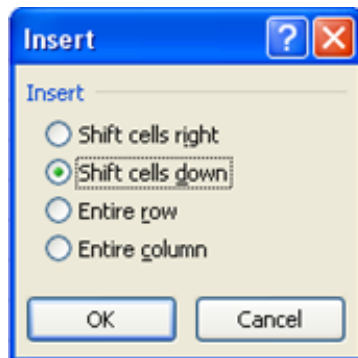 Insert
Insert
Shift cells right
Shift cells down
Entire row
Entire column
OK
Cancel